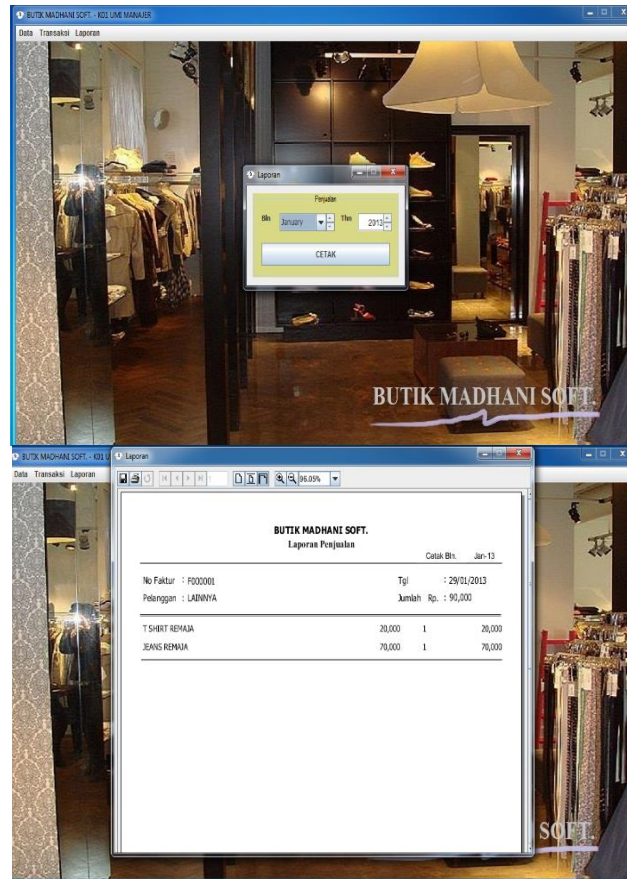 BUTIK MADHANI SOFT. - K01 UMI MANAJER
Data Transaksi Laporan
Laporan
Penjualan
Bln January Thn 2013
CETAK
BUTIK MADHANI SOFT.
BUTIK MADHANI SOFT. - K01 U
Laporan
Data Transaksi Laporan
96.05%
BUTIK MADHANI SOFT.
Laporan Penjualan
Cetak Bln. Jan-13
No Faktur : F000001 Tgl : 29/01/2013
Pelanggan : LAINNYA Jumlah Rp. : 90,000
T SHIRT REMAJA 20,000 1 20,000
JEANS REMAJA 70,000 1 70,000
SOFT.